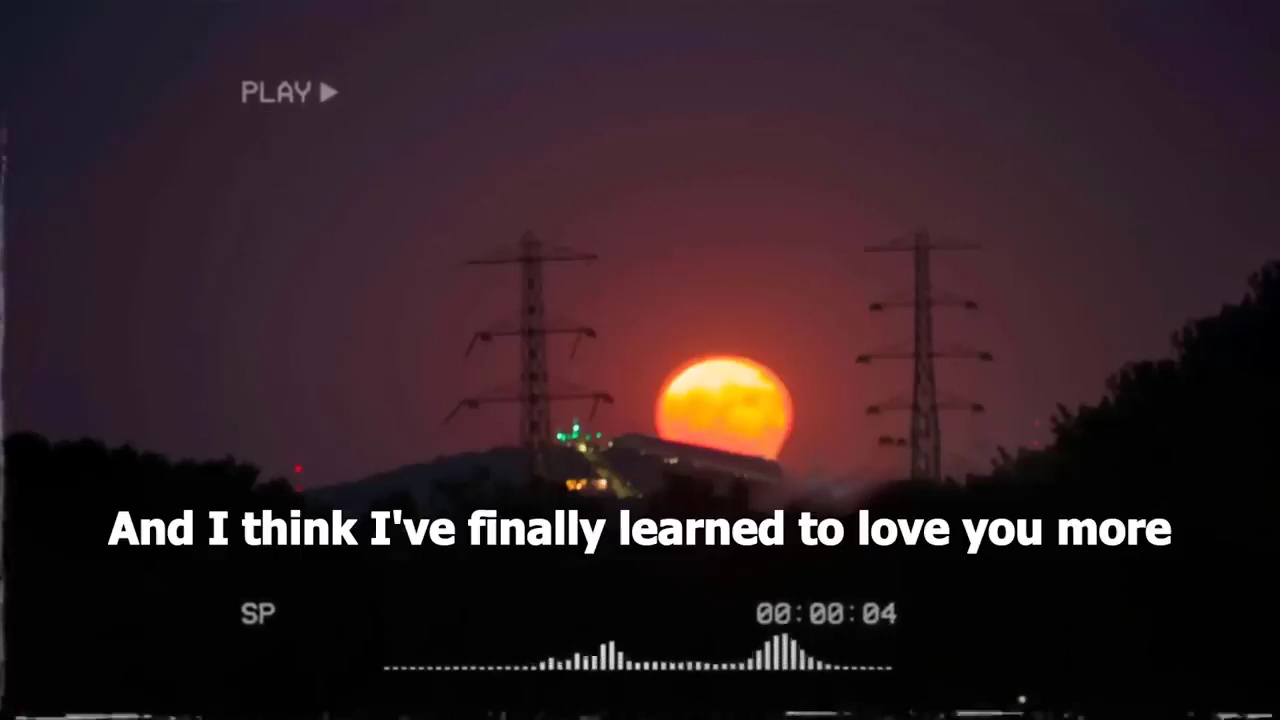 PLAY ▶
And I think I've finally learned to love you more
SP
00:00:04